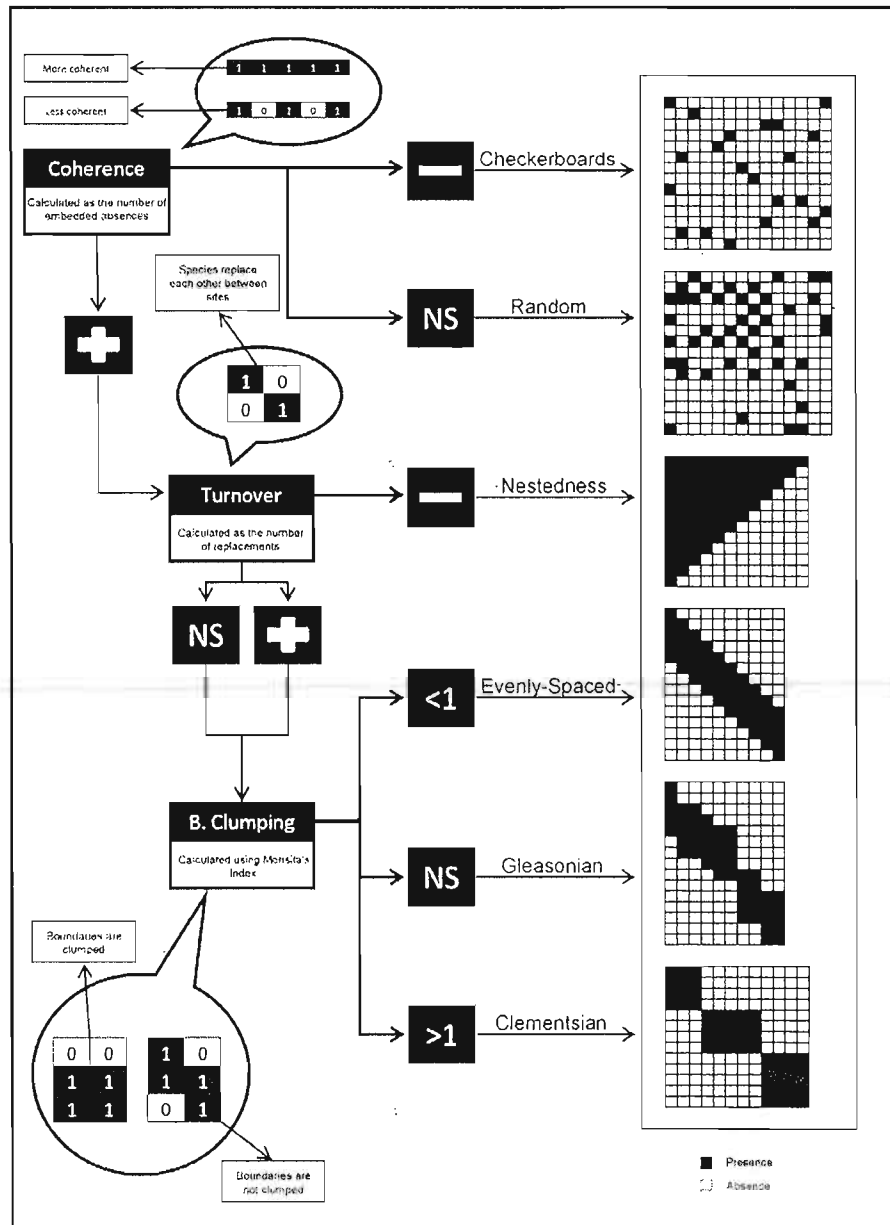 More coherent
1 1 1 1 1
Less coherent
1 0 1 0 1
Coherence
Calculated as the number of
embedded absences
Checkerboards
Species replace
each other between
sites
NS
Random
1 0
0 1
Turnover
Calculated as the number
of replacements
Nestedness
NS
<1
Evenly-Spaced
B. Clumping
Calculated using Morisita's
Index
NS
Gleasonian
Boundaries are
clumped
>1
Clementsian
0 0
1 1
1 1
1 0
1 1
0 1
Boundaries are
not clumped
Presence
Absence